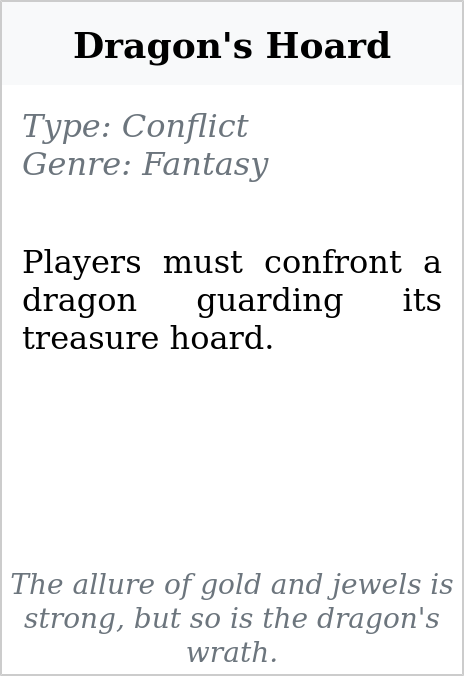 Dragon's Hoard
Type: Conflict
Genre: Fantasy
Players must confront a
dragon guarding its
treasure hoard.
The allure of gold and jewels is
strong, but so is the dragon's
wrath.